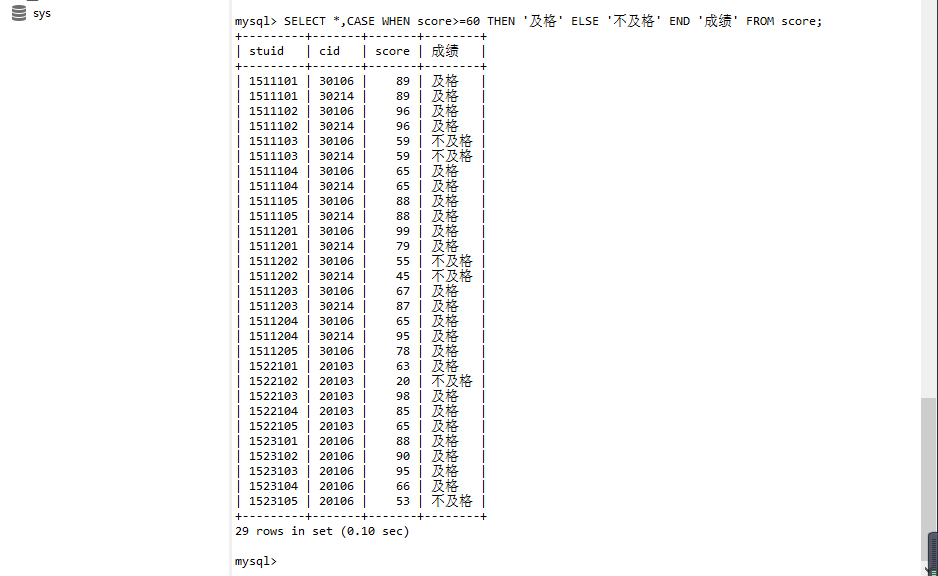 sys
mysql> SELECT *,CASE WHEN score>=60 THEN '及格' ELSE '不及格' END '成绩' FROM score;
+---------+-------+-------+--------+
| stuid   | cid   | score | 成绩   |
+---------+-------+-------+--------+
| 1511101 | 30106 |    89 | 及格   |
| 1511101 | 30214 |    89 | 及格   |
| 1511102 | 30106 |    96 | 及格   |
| 1511102 | 30214 |    96 | 及格   |
| 1511103 | 30106 |    59 | 不及格 |
| 1511103 | 30214 |    59 | 不及格 |
| 1511104 | 30106 |    65 | 及格   |
| 1511104 | 30214 |    65 | 及格   |
| 1511105 | 30106 |    88 | 及格   |
| 1511105 | 30214 |    88 | 及格   |
| 1511201 | 30106 |    99 | 及格   |
| 1511201 | 30214 |    79 | 及格   |
| 1511202 | 30106 |    55 | 不及格 |
| 1511202 | 30214 |    45 | 不及格 |
| 1511203 | 30106 |    67 | 及格   |
| 1511203 | 30214 |    87 | 及格   |
| 1511204 | 30106 |    65 | 及格   |
| 1511204 | 30214 |    95 | 及格   |
| 1511205 | 30106 |    78 | 及格   |
| 1522101 | 20103 |    63 | 及格   |
| 1522102 | 20103 |    20 | 不及格 |
| 1522103 | 20103 |    98 | 及格   |
| 1522104 | 20103 |    85 | 及格   |
| 1522105 | 20103 |    65 | 及格   |
| 1523101 | 20106 |    88 | 及格   |
| 1523102 | 20106 |    90 | 及格   |
| 1523103 | 20106 |    95 | 及格   |
| 1523104 | 20106 |    66 | 及格   |
| 1523105 | 20106 |    53 | 不及格 |
+---------+-------+-------+--------+
29 rows in set (0.10 sec)
mysql>